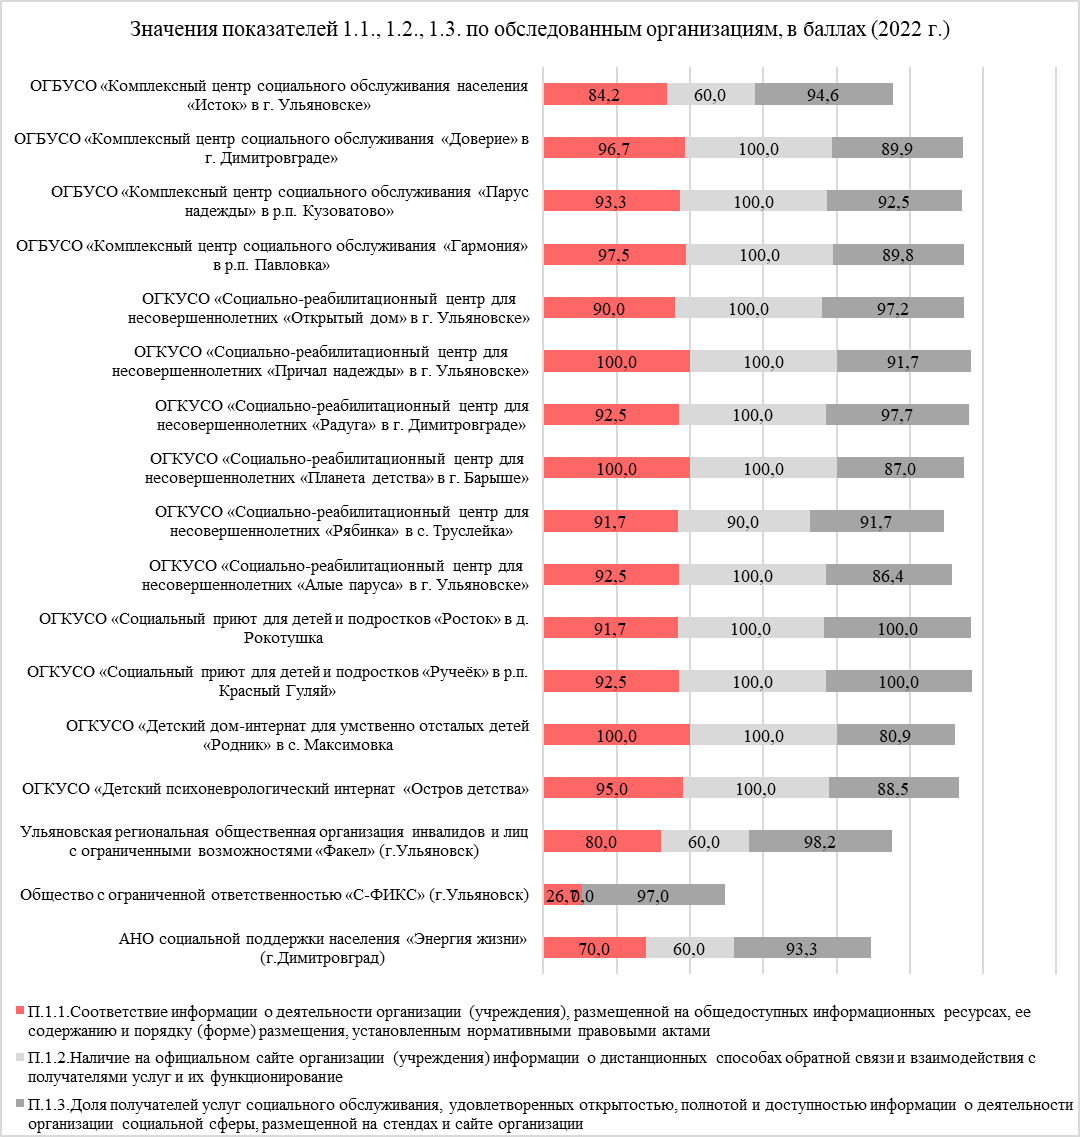 Значения показателей 1.1., 1.2., 1.3. по обследованным организациям, в баллах (2022 г.)
ОГБУСО «Комплексный центр социального обслуживания населения
«Исток» в г. Ульяновске»
84,2 60,0 94,6
ОГБУСО «Комплексный центр социального обслуживания «Доверие» в
г. Димитровграде»
96,7 100,0 89,9
ОГБУСО «Комплексный центр социального обслуживания «Парус
надежды» в р.п. Кузоватово»
93,3 100,0 92,5
ОГБУСО «Комплексный центр социального обслуживания «Гармония»
в р.п. Павловка»
97,5 100,0 89,8
ОГКУСО «Социально-реабилитационный центр для
несовершеннолетних «Открытый дом» в г. Ульяновске»
90,0 100,0 97,2
ОГКУСО «Социально-реабилитационный центр для
несовершеннолетних «Причал надежды» в г. Ульяновске»
100,0 100,0 91,7
ОГКУСО «Социально-реабилитационный центр для
несовершеннолетних «Радуга» в г. Димитровграде»
92,5 100,0 97,7
ОГКУСО «Социально-реабилитационный центр для
несовершеннолетних «Планета детства» в г. Барыше»
100,0 100,0 87,0
ОГКУСО «Социально-реабилитационный центр для
несовершеннолетних «Рябинка» в с. Труслейка»
91,7 90,0 91,7
ОГКУСО «Социально-реабилитационный центр для
несовершеннолетних «Алые паруса» в г. Ульяновске»
92,5 100,0 86,4
ОГКУСО «Социальный приют для детей и подростков «Росток» в д.
Рокотушка
91,7 100,0 100,0
ОГКУСО «Социальный приют для детей и подростков «Ручеёк» в р.п.
Красный Гуляй»
92,5 100,0 100,0
ОГКУСО «Детский дом-интернат для умственно отсталых детей
«Родник» в с. Максимовка
100,0 100,0 80,9
ОГКУСО «Детский психоневрологический интернат «Остров детства»
95,0 100,0 88,5
Ульяновская региональная общественная организация инвалидов и лиц
с ограниченными возможностями «Факел» (г.Ульяновск)
80,0 60,0 98,2
Общество с ограниченной ответственностью «С-ФИКС» (г.Ульяновск)
26,7 0,0 97,0
АНО социальной поддержки населения «Энергия жизни»
(г.Димитровград)
70,0 60,0 93,3
П.1.1.Соответствие информации о деятельности организации (учреждения), размещенной на общедоступных информационных ресурсах, ее
содержанию и порядку (форме) размещения, установленным нормативными правовыми актами
П.1.2.Наличие на официальном сайте организации (учреждения) информации о дистанционных способах обратной связи и взаимодействия с
получателями услуг и их функционирование
П.1.3.Доля получателей услуг социального обслуживания, удовлетворенных открытостью, полнотой и доступностью информации о деятельности
организации социальной сферы, размещенной на стендах и сайте организации